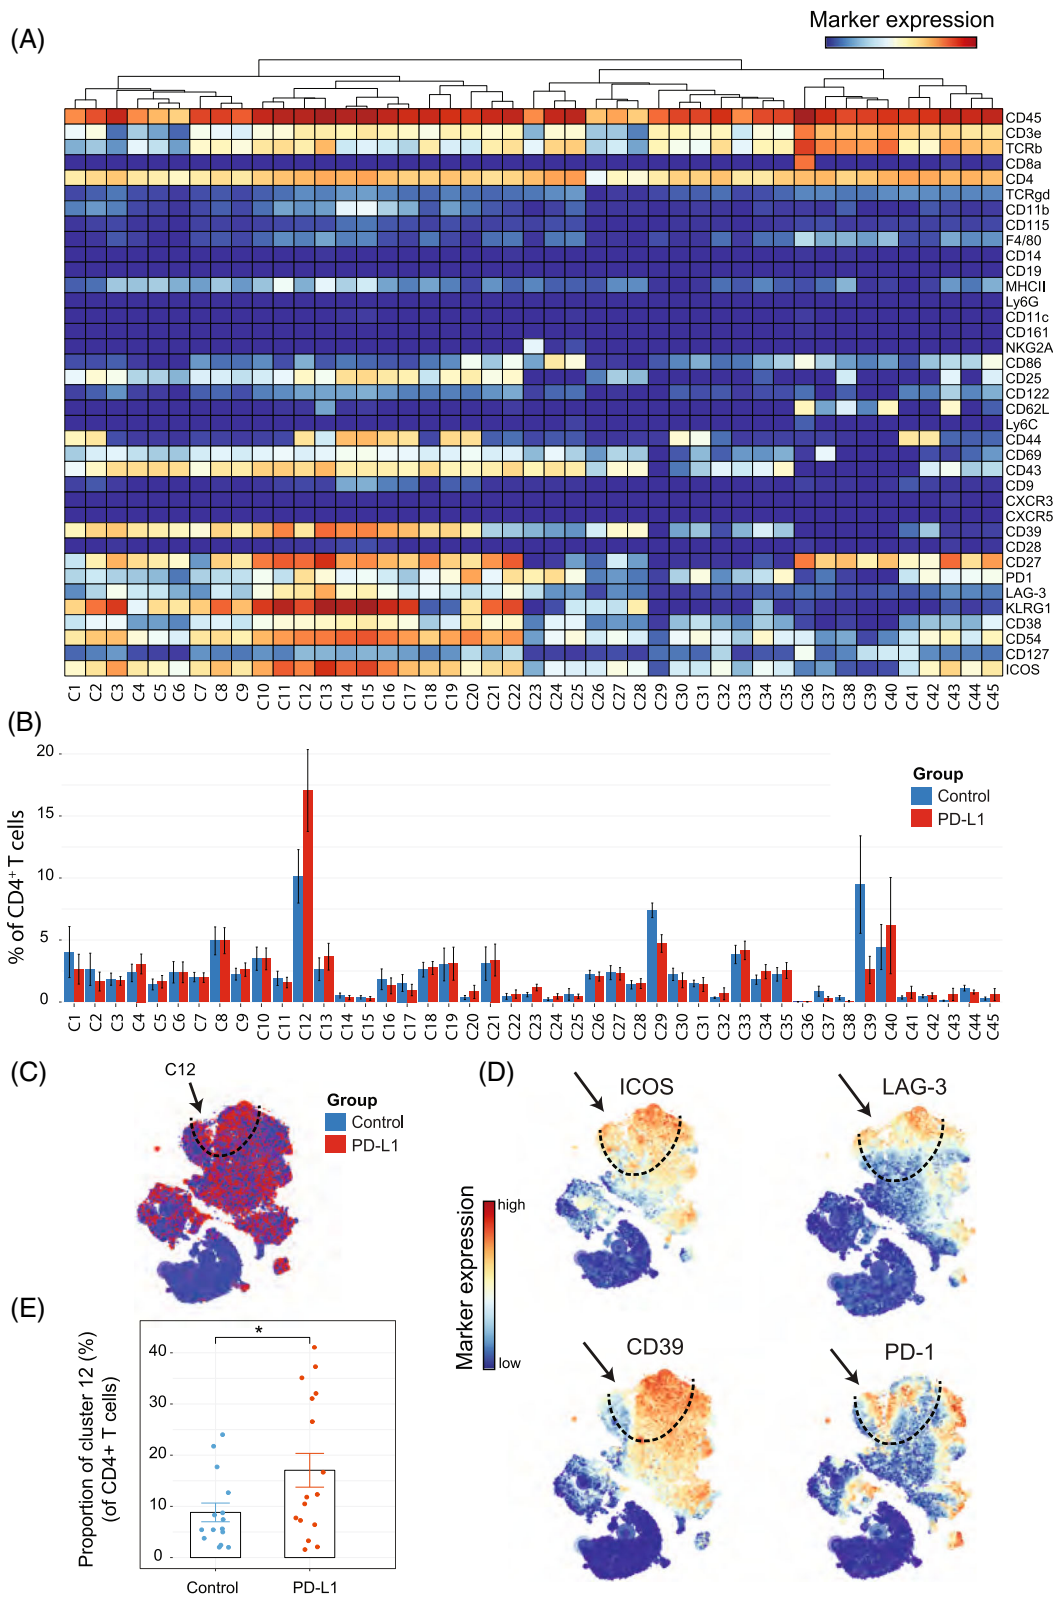 (A)
Marker expression
CD45
CD3e
TCRb
CD8a
CD4
TCRgd
CD11b
CD115
F4/80
CD14
CD19
MHCII
Ly6G
CD11c
CD161
NKG2A
CD86
CD25
CD122
CD62L
Ly6C
CD44
CD69
CD43
CD9
CXCR3
CXCR5
CD39
CD28
CD27
PD1
LAG-3
KLRG1
CD38
CD54
CD127
ICOS
C1 C2 C3 C4 C5 C6 C7 C8 C9 C10 C11 C12 C13 C14 C15 C16 C17 C18 C19 C20 C21 C22 C23 C24 C25 C26 C27 C28 C29 C30 C31 C32 C33 C34 C35 C36 C37 C38 C39 C40 C41 C42 C43 C44 C45
(B)
% of CD4+ T cells
20
15
10
5
0
Group
Control
PD-L1
C1 C2 C3 C4 C5 C6 C7 C8 C9 C10 C11 C12 C13 C14 C15 C16 C17 C18 C19 C20 C21 C22 C23 C24 C25 C26 C27 C28 C29 C30 C31 C32 C33 C34 C35 C36 C37 C38 C39 C40 C41 C42 C43 C44 C45
(C)
C12
Group
Control
PD-L1
(D)
ICOS
LAG-3
Marker expression
high
low
CD39
PD-1
(E)
Proportion of cluster 12 (%)
(of CD4+ T cells)
40
30
20
10
0
*
Control
PD-L1